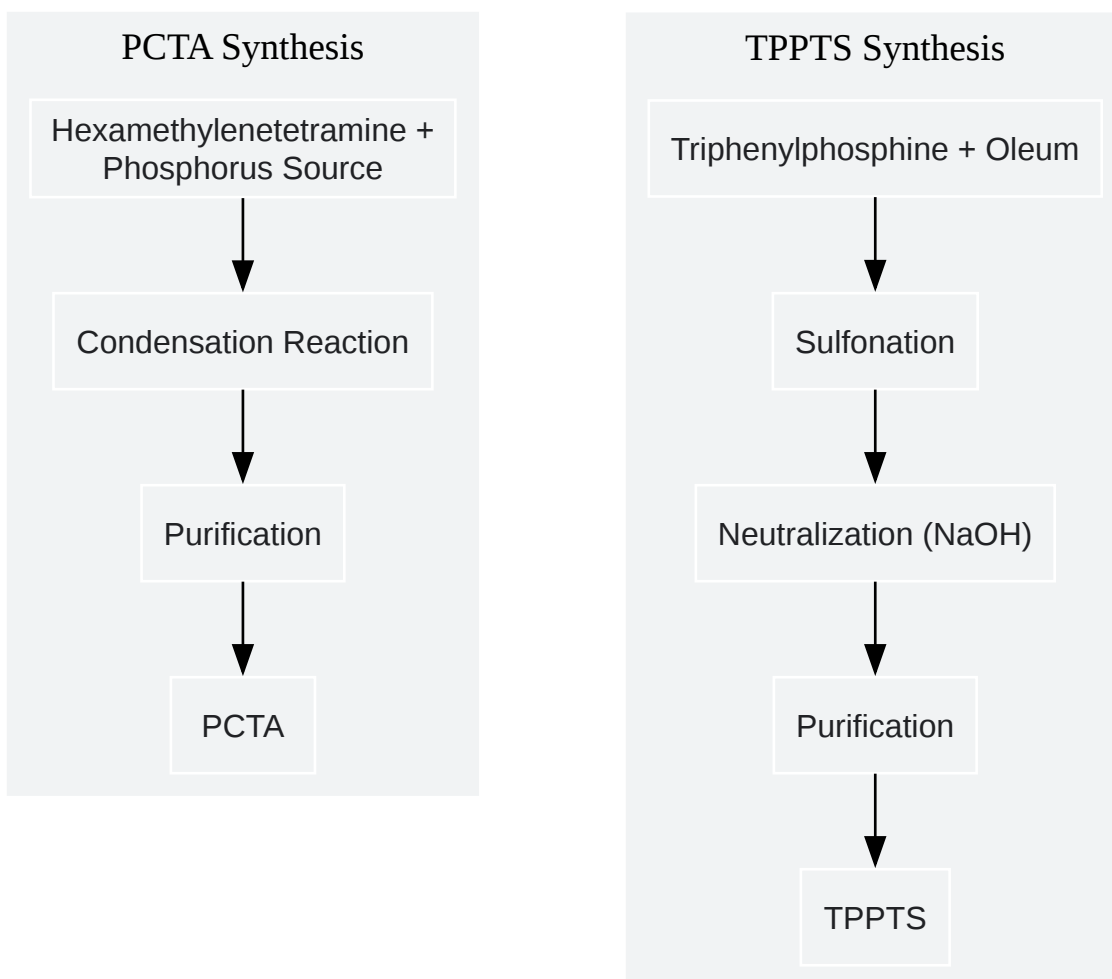 PCTA Synthesis
Hexamethylenetetramine +
Phosphorus Source
Condensation Reaction
Purification
PCTA
TPPTS Synthesis
Triphenylphosphine + Oleum
Sulfonation
Neutralization (NaOH)
Purification
TPPTS